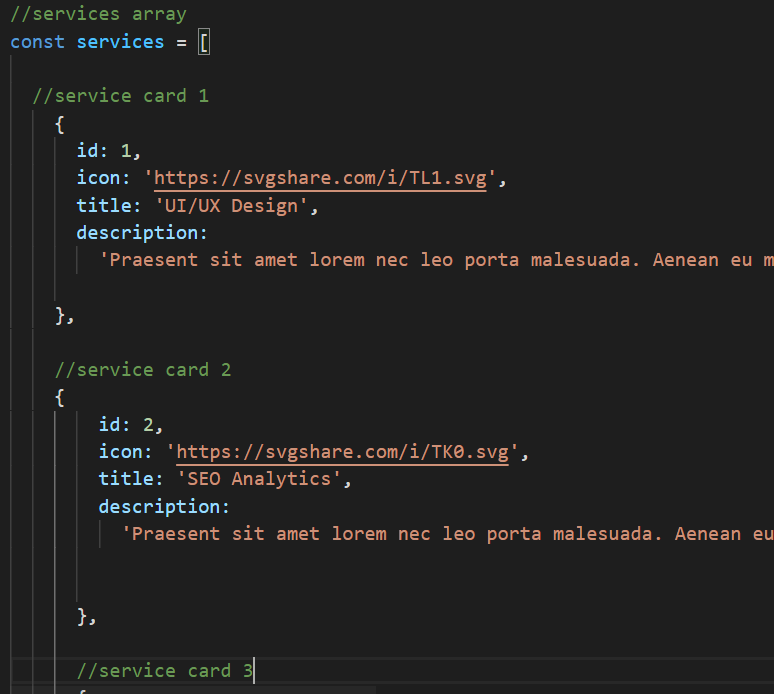 //services array
const services = [
//service card 1
{
id: 1,
icon: 'https://svgshare.com/i/TL1.svg',
title: 'UI/UX Design',
description:
'Praesent sit amet lorem nec leo porta malesuada. Aenean eu m
},
//service card 2
{
id: 2,
icon: 'https://svgshare.com/i/TK0.svg',
title: 'SEO Analytics',
description:
'Praesent sit amet lorem nec leo porta malesuada. Aenean eu
},
//service card 3
{